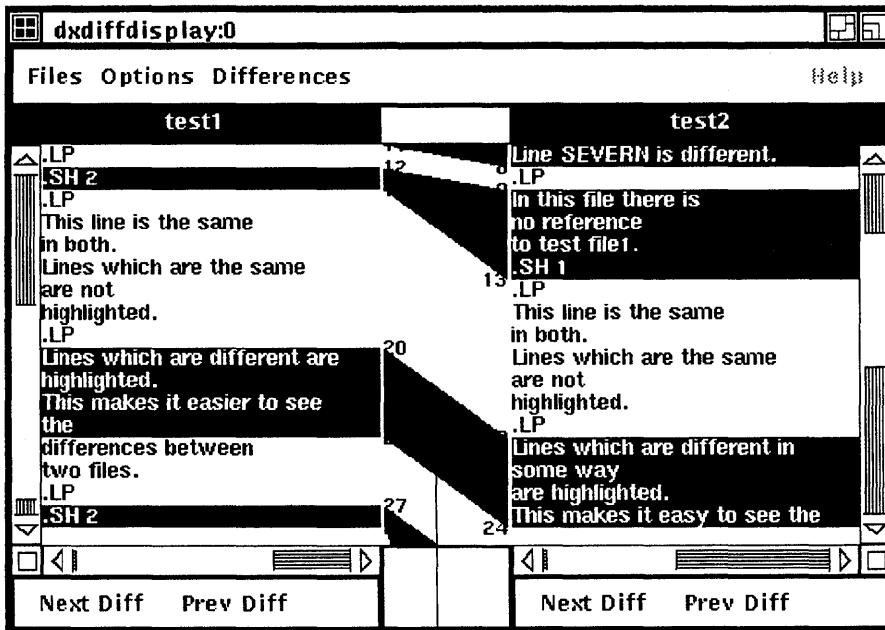 dxdiffdisplay:0
Files Options Differences Help
test1
test2
.LP
.SH 2
.LP
This line is the same
in both.
Lines which are the same
are not
highlighted.
.LP
Lines which are different are
highlighted.
This makes it easier to see
the
differences between
two files.
.LP
.SH 2
12
20
27
13
24
Line SEVERN is different.
.LP
In this file there is
no reference
to test file1.
.SH 1
.LP
This line is the same
in both.
Lines which are the same
are not
highlighted.
.LP
Lines which are different in
some way
are highlighted.
This makes it easy to see the
Next Diff Prev Diff
Next Diff Prev Diff